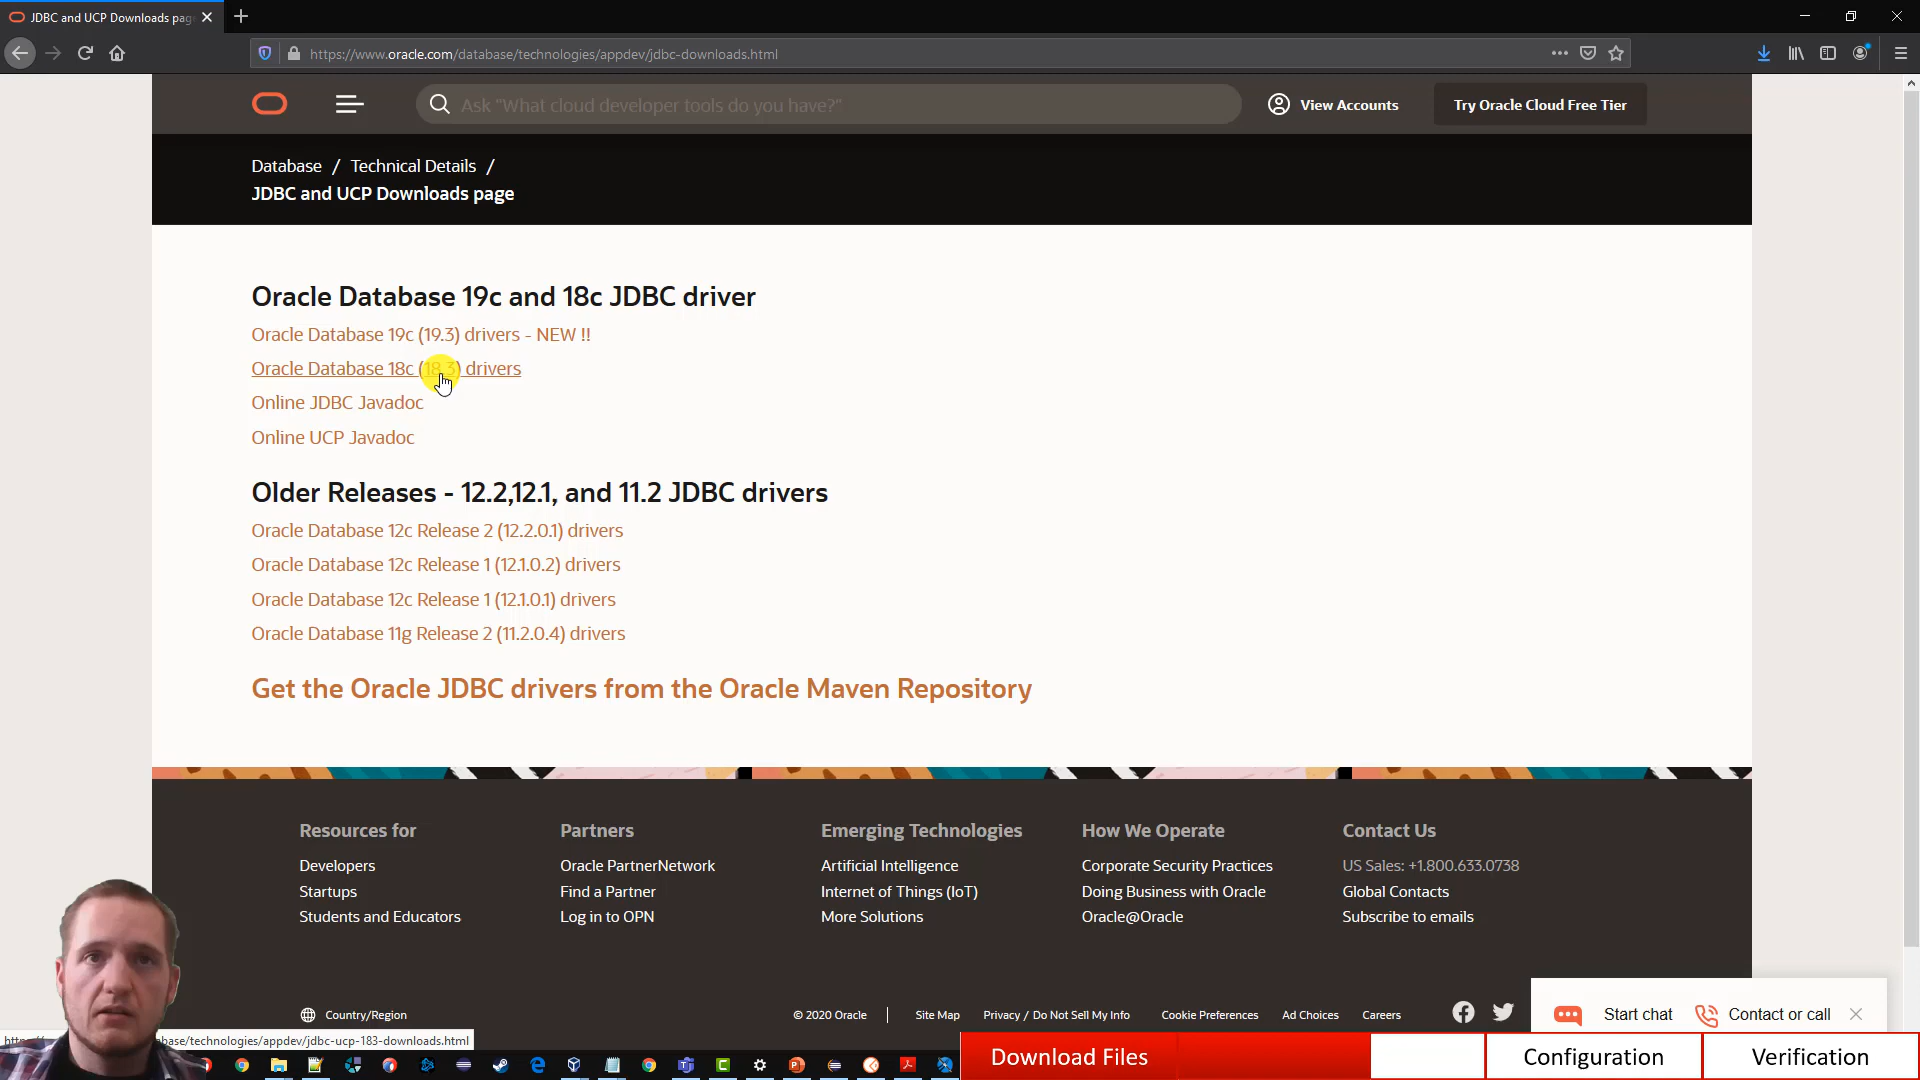 JDBC and UCP Downloads pag
https://www.oracle.com/database/technologies/appdev/jdbc-downloads.html
Ask "What cloud developer tools do you have?"
View Accounts
Try Oracle Cloud Free Tier
Database / Technical Details /
JDBC and UCP Downloads page
Oracle Database 19c and 18c JDBC driver
Oracle Database 19c (19.3) drivers - NEW !!
Oracle Database 18c (18.3) drivers
Online JDBC Javadoc
Online UCP Javadoc
Older Releases - 12.2,12.1, and 11.2 JDBC drivers
Oracle Database 12c Release 2 (12.2.0.1) drivers
Oracle Database 12c Release 1 (12.1.0.2) drivers
Oracle Database 12c Release 1 (12.1.0.1) drivers
Oracle Database 11g Release 2 (11.2.0.4) drivers
Get the Oracle JDBC drivers from the Oracle Maven Repository
Resources for
Developers
Startups
Students and Educators
Partners
Oracle PartnerNetwork
Find a Partner
Log in to OPN
Emerging Technologies
Artificial Intelligence
Internet of Things (IoT)
More Solutions
How We Operate
Corporate Security Practices
Doing Business with Oracle
Oracle@Oracle
Contact Us
US Sales: +1.800.633.0738
Global Contacts
Subscribe to emails
Country/Region
© 2020 Oracle
Site Map
Privacy / Do Not Sell My Info
Cookie Preferences
Ad Choices
Careers
Start chat
Contact or call
base/technologies/appdev/jdbc-ucp-183-downloads.html
Download Files
Configuration
Verification